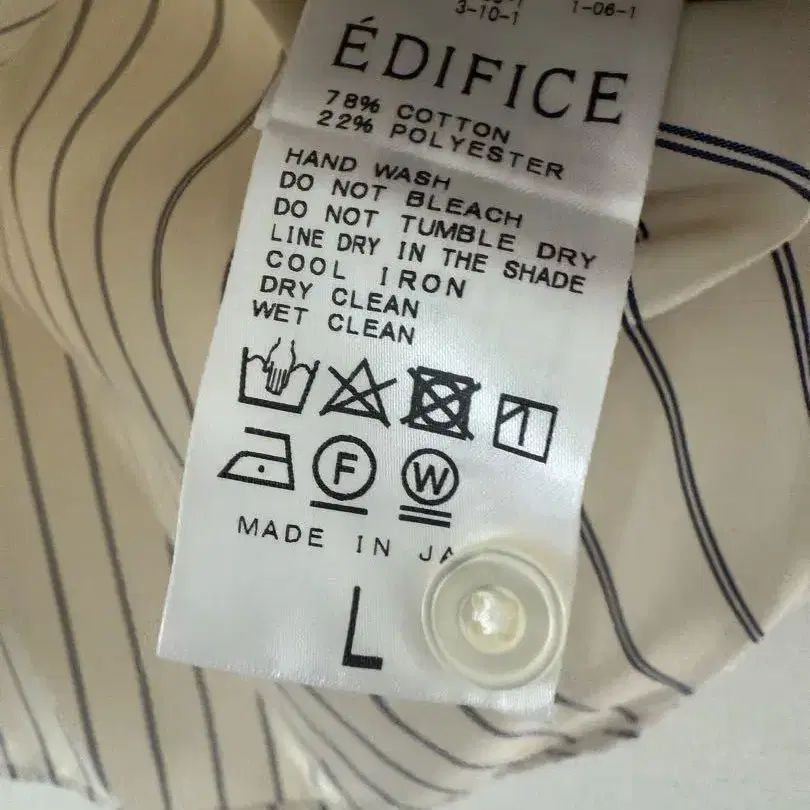 3-10-1 1-06-1
ÉDIFICE
78% COTTON
22% POLYESTER
HAND WASH
DO NOT BLEACH
DO NOT TUMBLE DRY
LINE DRY IN THE SHADE
COOL IRON
DRY CLEAN
WET CLEAN
F W
MADE IN JA
L